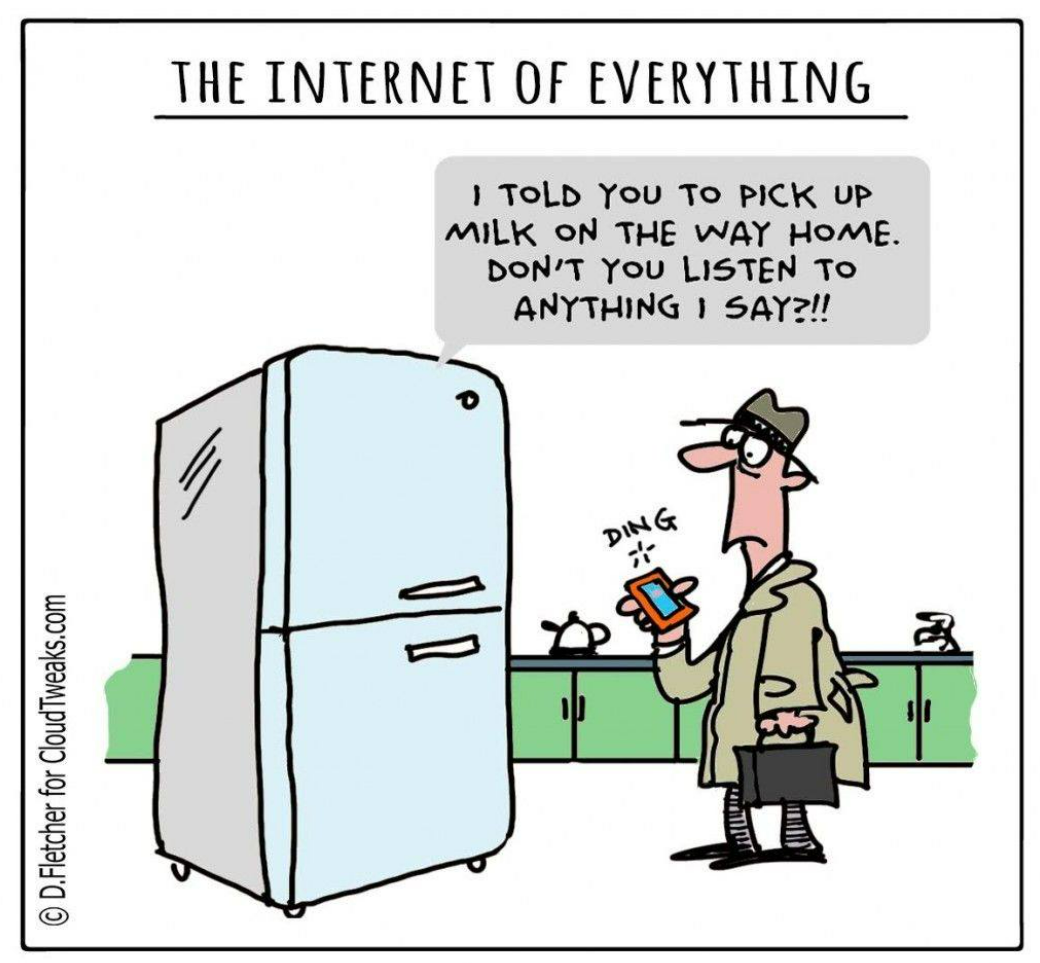 THE INTERNET OF EVERYTHING
I TOLD YOU TO PICK UP
MILK ON THE WAY HOME.
DON'T YOU LISTEN TO
ANYTHING I SAY?!!
DING
© D.Fletcher for CloudTweaks.com